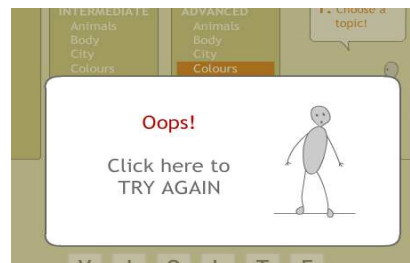 INTERMEDIATE
Animals
Body
City
Colours
ADVANCED
Animals
Body
City
Colours
1. Choose a
topic!
Oops!
Click here to
TRY AGAIN